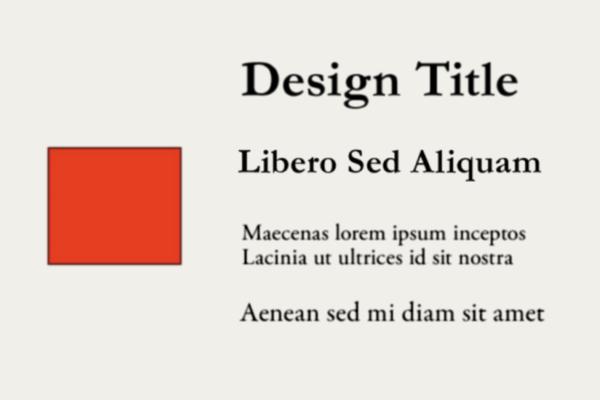 Design Title
Libero Sed Aliquam
Maecenas lorem ipsum inceptos
Lacinia ut ultrices id sit nostra
Aenean sed mi diam sit amet